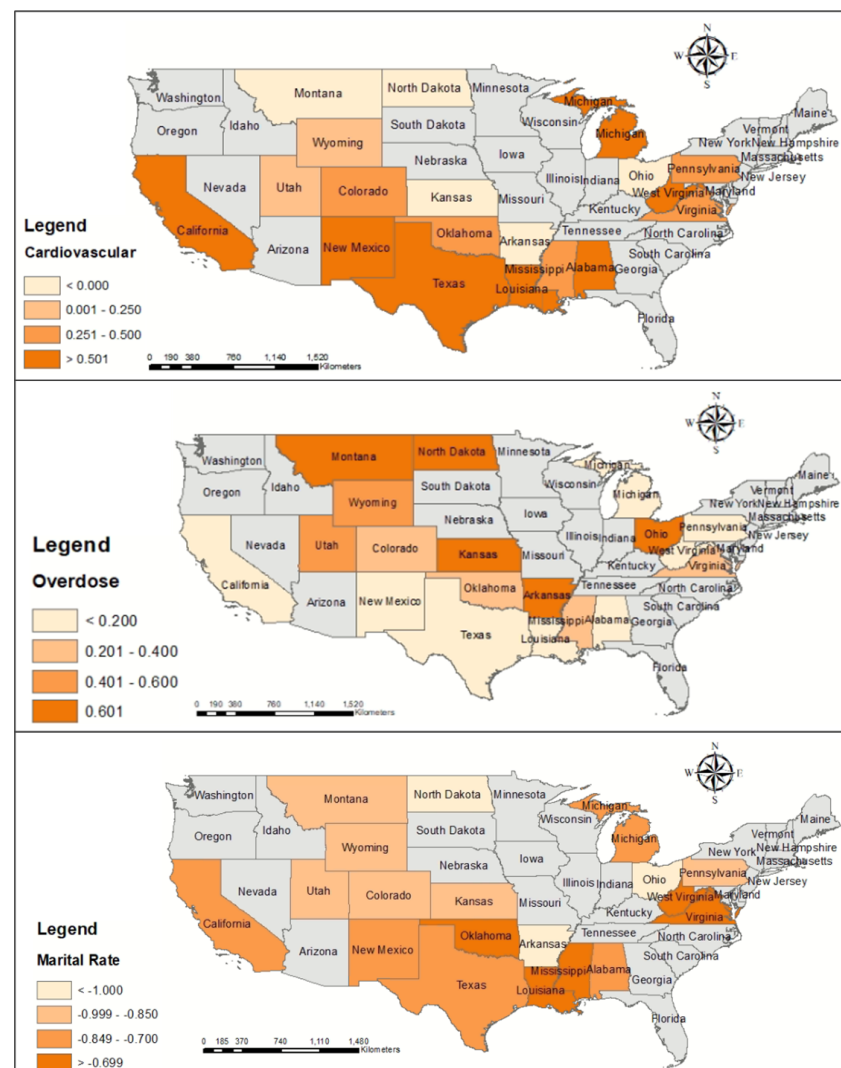 N
W E
S
Washington
Montana
North Dakota
Minnesota
Michigan
Maine
Oregon
Idaho
South Dakota
Wisconsin
Michigan
Vermont
New York
New Hampshire
Wyoming
Massachusetts
Nebraska
Iowa
Pennsylvania
New Jersey
Nevada
Utah
Colorado
Illinois
Indiana
Ohio
Maryland
Kansas
Missouri
West Virginia
Virginia
Kentucky
California
Oklahoma
Tennessee
North Carolina
Arizona
New Mexico
Arkansas
South Carolina
Mississippi
Alabama
Georgia
Texas
Louisiana
Florida
Legend
Cardiovascular
< 0.000
0.001 - 0.250
0.251 - 0.500
> 0.501
0 190 380 760 1,140 1,520
Kilometers
N
W E
S
Washington
Montana
North Dakota
Minnesota
Michigan
Maine
Oregon
Idaho
South Dakota
Wisconsin
Michigan
Vermont
New York
New Hampshire
Wyoming
Massachusetts
Nebraska
Iowa
Pennsylvania
New Jersey
Nevada
Utah
Colorado
Illinois
Indiana
Ohio
Maryland
Kansas
Missouri
West Virginia
Virginia
Kentucky
California
Oklahoma
Tennessee
North Carolina
Arizona
New Mexico
Arkansas
South Carolina
Mississippi
Alabama
Georgia
Texas
Louisiana
Florida
Legend
Overdose
< 0.200
0.201 - 0.400
0.401 - 0.600
0.601
0 190 380 760 1,140 1,520
Kilometers
N
W E
S
Washington
Montana
North Dakota
Minnesota
Michigan
Maine
Oregon
Idaho
South Dakota
Wisconsin
Michigan
Vermont
New York
New Hampshire
Wyoming
Massachusetts
Nebraska
Iowa
Pennsylvania
New Jersey
Nevada
Utah
Colorado
Illinois
Indiana
Ohio
Maryland
Kansas
Missouri
West Virginia
Virginia
Kentucky
California
Oklahoma
Tennessee
North Carolina
Arizona
New Mexico
Arkansas
South Carolina
Mississippi
Alabama
Georgia
Texas
Louisiana
Florida
Legend
Marital Rate
< -1.000
-0.999 - -0.850
-0.849 - -0.700
> -0.699
0 185 370 740 1,110 1,480
Kilometers